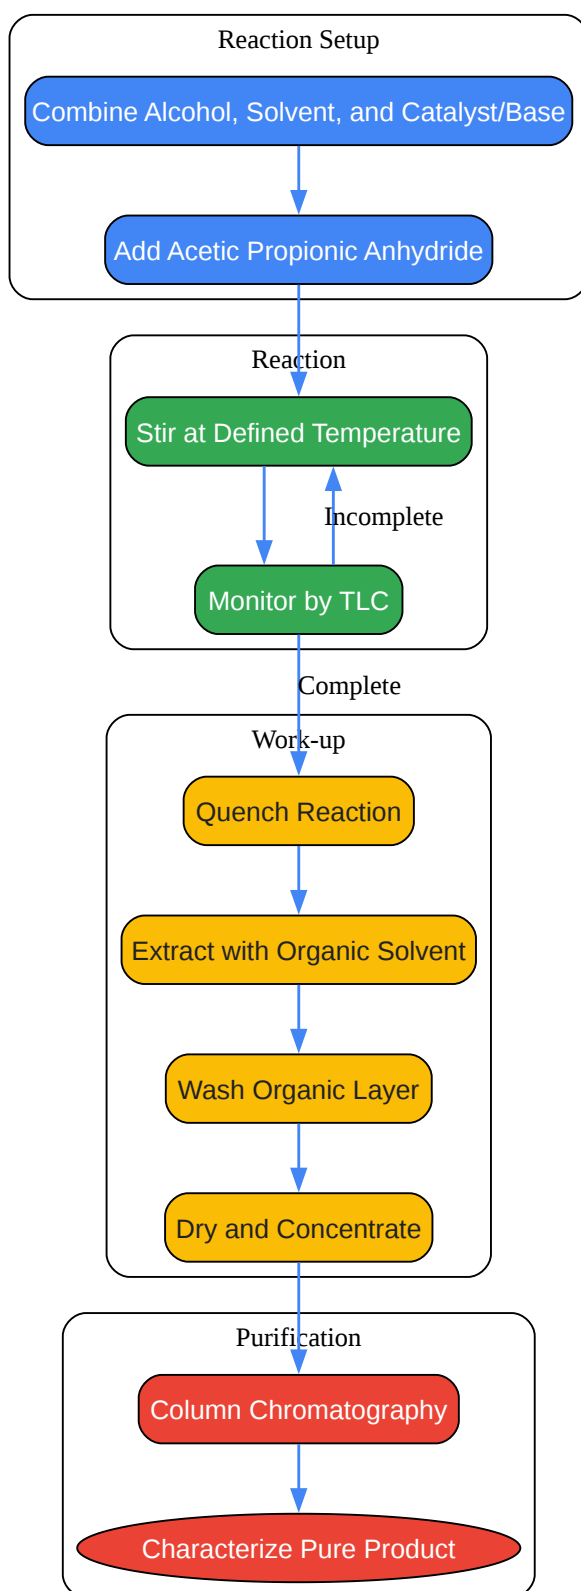 Reaction Setup
Combine Alcohol, Solvent, and Catalyst/Base
Add Acetic Propionic Anhydride
Reaction
Stir at Defined Temperature
Incomplete
Monitor by TLC
Complete
Work-up
Quench Reaction
Extract with Organic Solvent
Wash Organic Layer
Dry and Concentrate
Purification
Column Chromatography
Characterize Pure Product